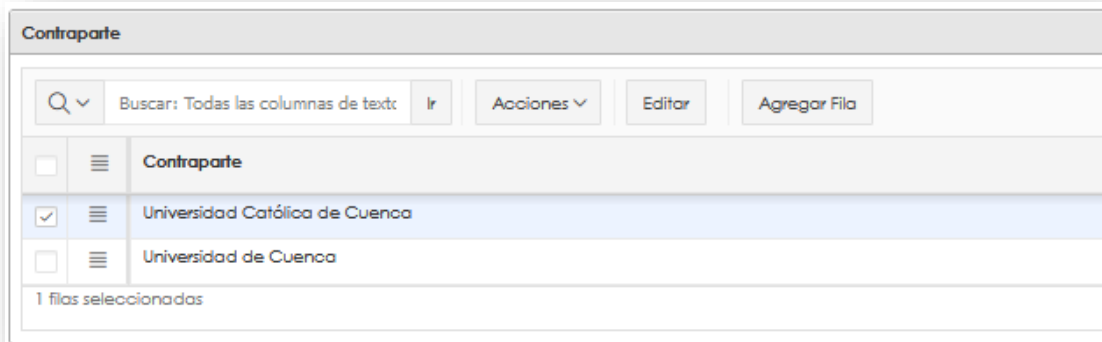 Contraparte
Buscar: Todas las columnas de texto Ir Acciones Editar Agregar Fila
Contraparte
Universidad Católica de Cuenca
Universidad de Cuenca
1 filas seleccionadas